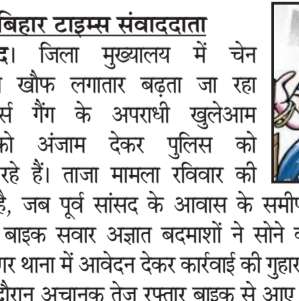 बिहार टाइम्स संवाददाता
द। जिला मुख्यालय में चेन
खौफ लगातार बढ़ता जा रहा
र्स गैंग के अपराधी खुलेआम
को अंजाम देकर पुलिस को
रहे हैं। ताजा मामला रविवार की
है, जब पूर्व सांसद के आवास के समीप
बाइक सवार अज्ञात बदमाशों ने सोने
गर थाना में आवेदन देकर कार्रवाई की गुहार
दौरान अचानक तेज रफ्तार बाइक से आए